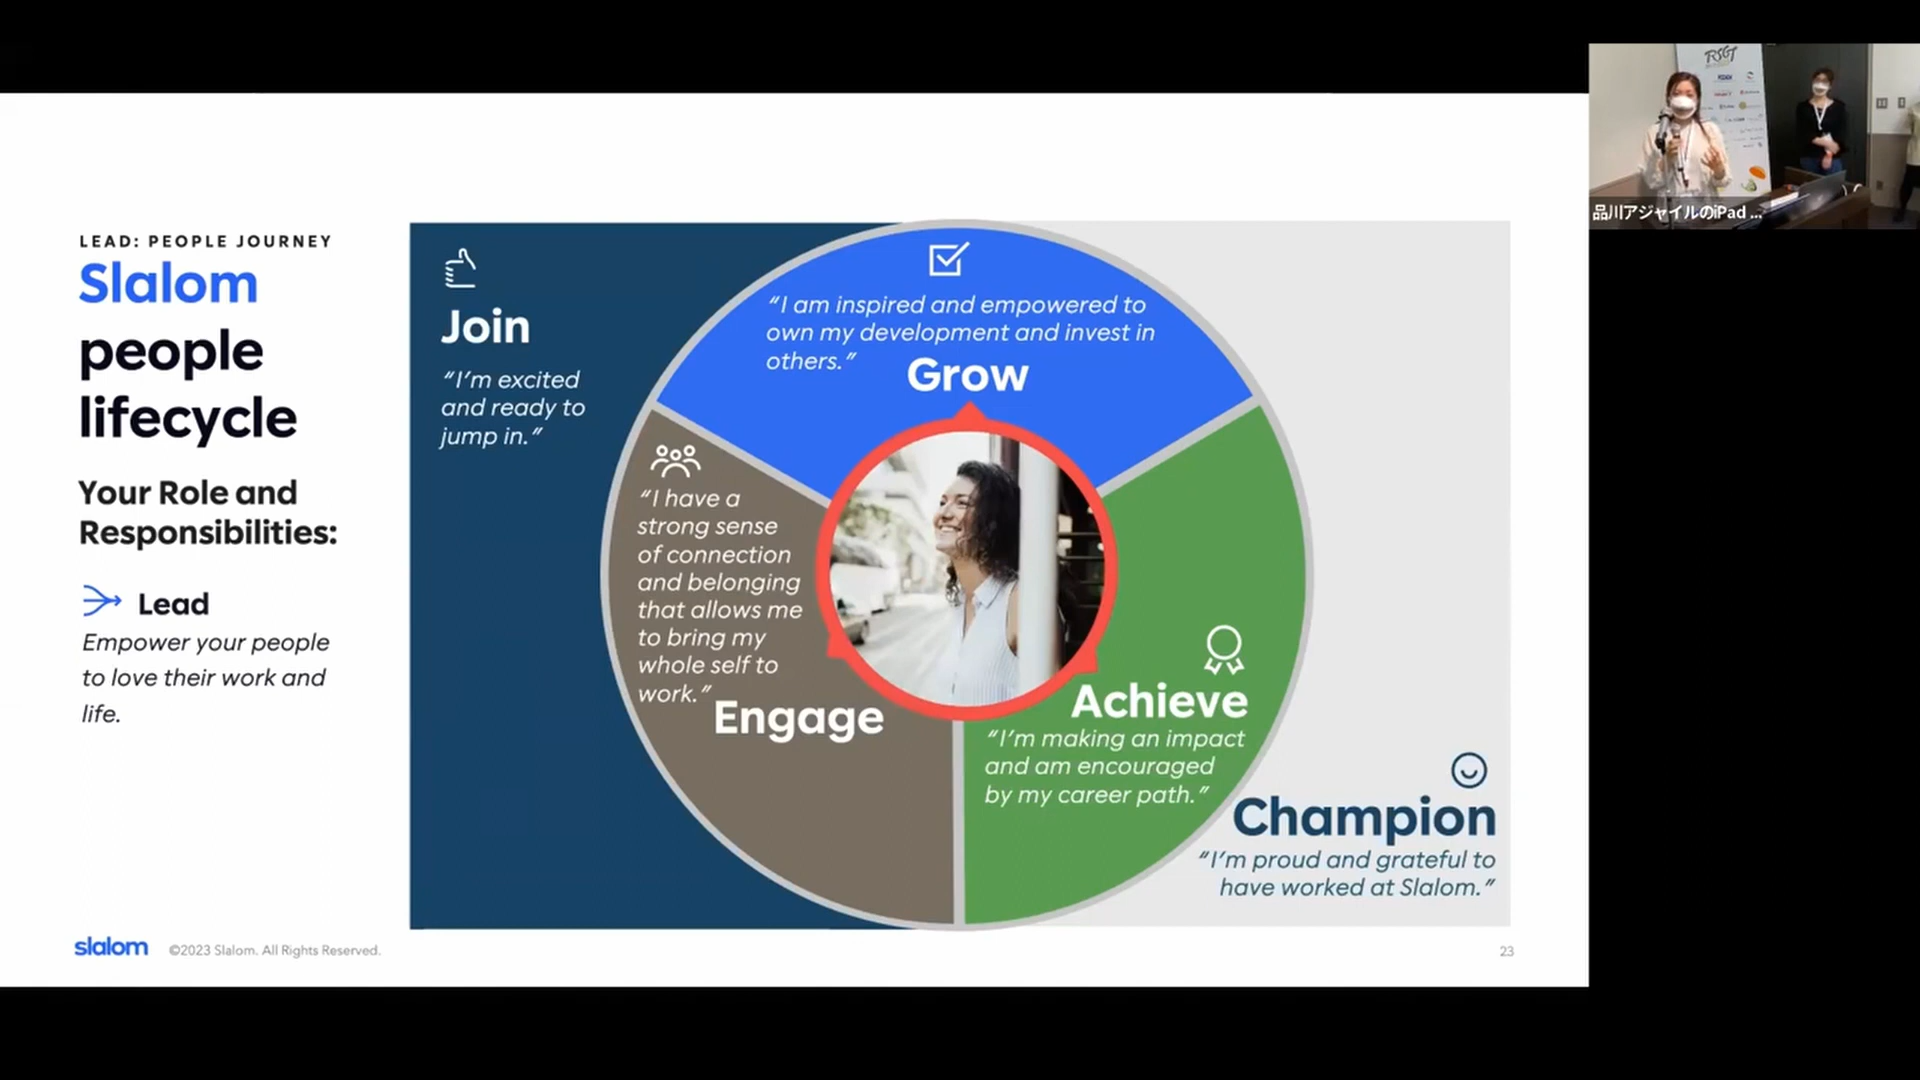 LEAD: PEOPLE JOURNEY
Slalom
people
lifecycle
Your Role and
Responsibilities:
Lead
Empower your people
to love their work and
life.
Join
“I’m excited
and ready to
jump in.”
“I am inspired and empowered to
own my development and invest in
others.”
Grow
“I have a
strong sense
of connection
and belonging
that allows me
to bring my
whole self to
work.”
Engage
Achieve
“I’m making an impact
and am encouraged
by my career path.”
Champion
“I’m proud and grateful to
have worked at Slalom.”
slalom
©2023 Slalom. All Rights Reserved.
23
RSGT
品川アジャイルのiPad ...